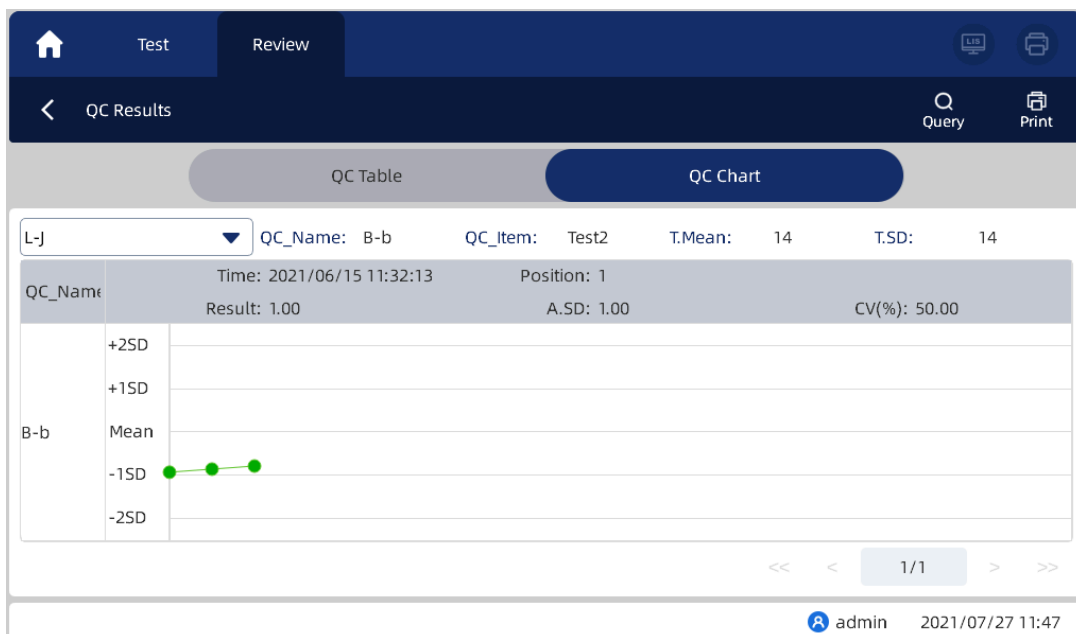 Test Review LIS
QC Results Query Print
QC Table QC Chart
L-J QC_Name: B-b QC_Item: Test2 T.Mean: 14 T.SD: 14
QC_Name Time: 2021/06/15 11:32:13 Position: 1
Result: 1.00 A.SD: 1.00 CV(%): 50.00
+2SD
+1SD
B-b Mean
-1SD
-2SD
<< < 1/1 > >>
admin 2021/07/27 11:47